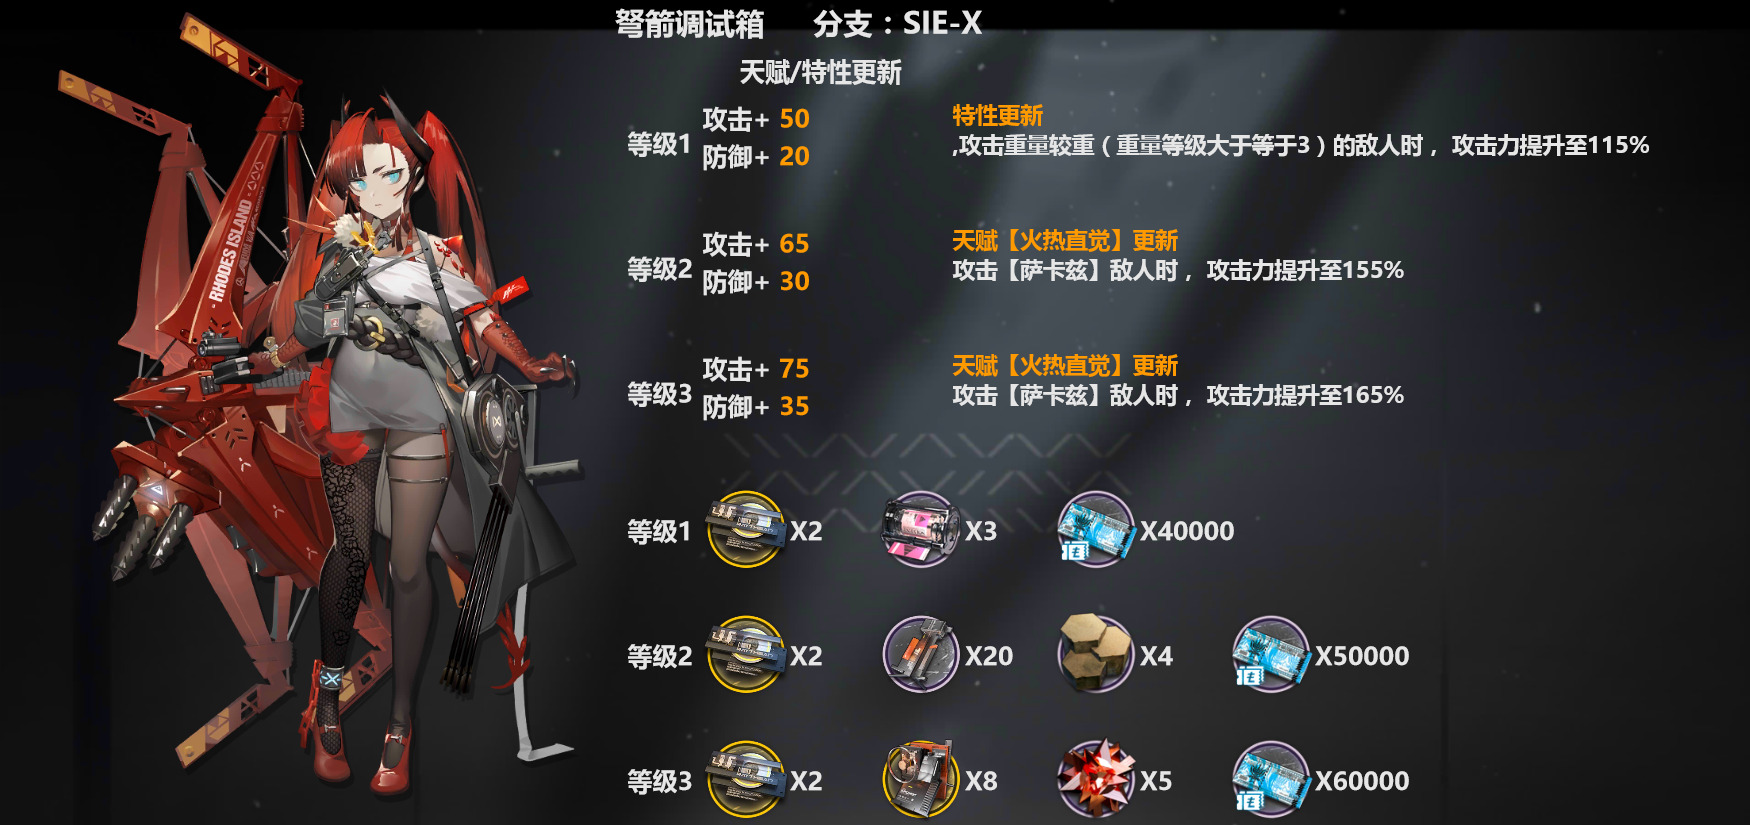 弩箭调试箱 分支：SIE-X
天赋/特性更新
等级1
攻击+ 50
防御+ 20
特性更新
,攻击重量较重（重量等级大于等于3）的敌人时，攻击力提升至115%
等级2
攻击+ 65
防御+ 30
天赋【火热直觉】更新
攻击【萨卡兹】敌人时，攻击力提升至155%
等级3
攻击+ 75
防御+ 35
天赋【火热直觉】更新
攻击【萨卡兹】敌人时，攻击力提升至165%
等级1 X2 X3 X40000
等级2 X2 X20 X4 X50000
等级3 X2 X8 X5 X60000
RHODES ISLAND